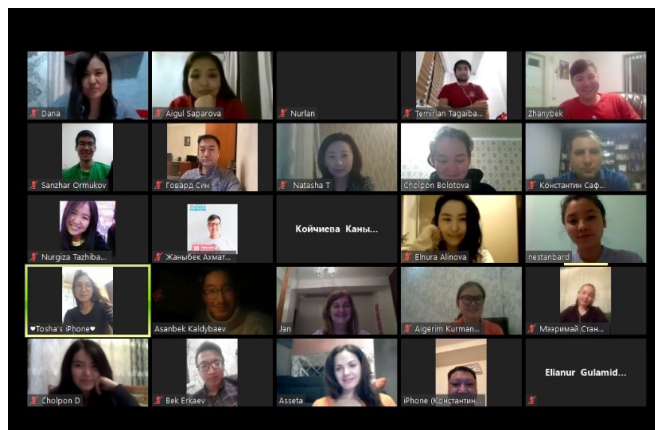 Dana
Aigul Saparova
Nurlan
Temirlan Tagaiba...
Zhanybek
Sanzhar Ormukov
Говард Син
Natasha T
Cholpon Bolotova
Константин Саф...
Nurgiza Tazhiba...
Жаныбек Ахмат...
Койчиева Каны...
Elnura Alinova
nestanbard
♥Tosha's iPhone♥
Asanbek Kaldybaev
Jan
Aigerim Kurman...
Мээримай Стан...
Cholpon D
Bek Erkaev
Asseta
iPhone (Константин...
Elianur Gulamid...